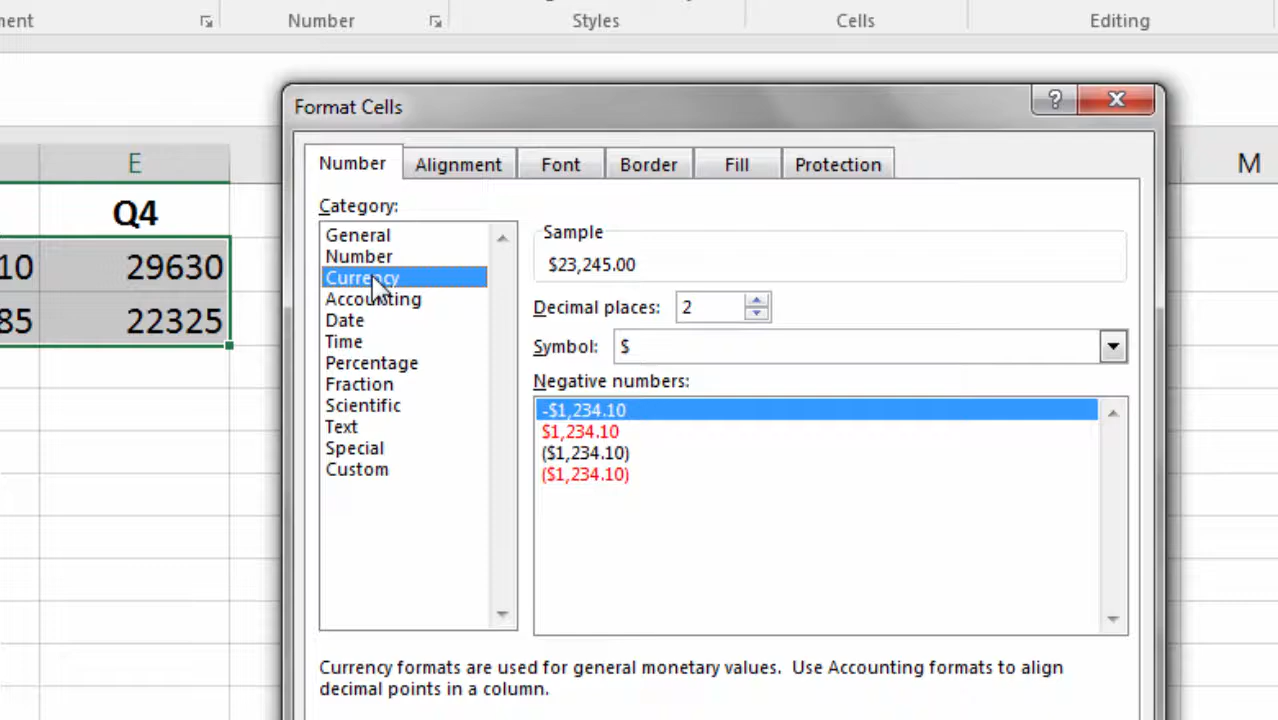 ment
Number
Styles
Cells
Editing
Format Cells
?
E
M
Number
Alignment
Font
Border
Fill
Protection
Q4
10
29630
85
22325
Category:
General
Number
Currency
Accounting
Date
Time
Percentage
Fraction
Scientific
Text
Special
Custom
Sample
$23,245.00
Decimal places: 2
Symbol: $
Negative numbers:
-$1,234.10
$1,234.10
($1,234.10)
($1,234.10)
Currency formats are used for general monetary values.  Use Accounting formats to align
decimal points in a column.